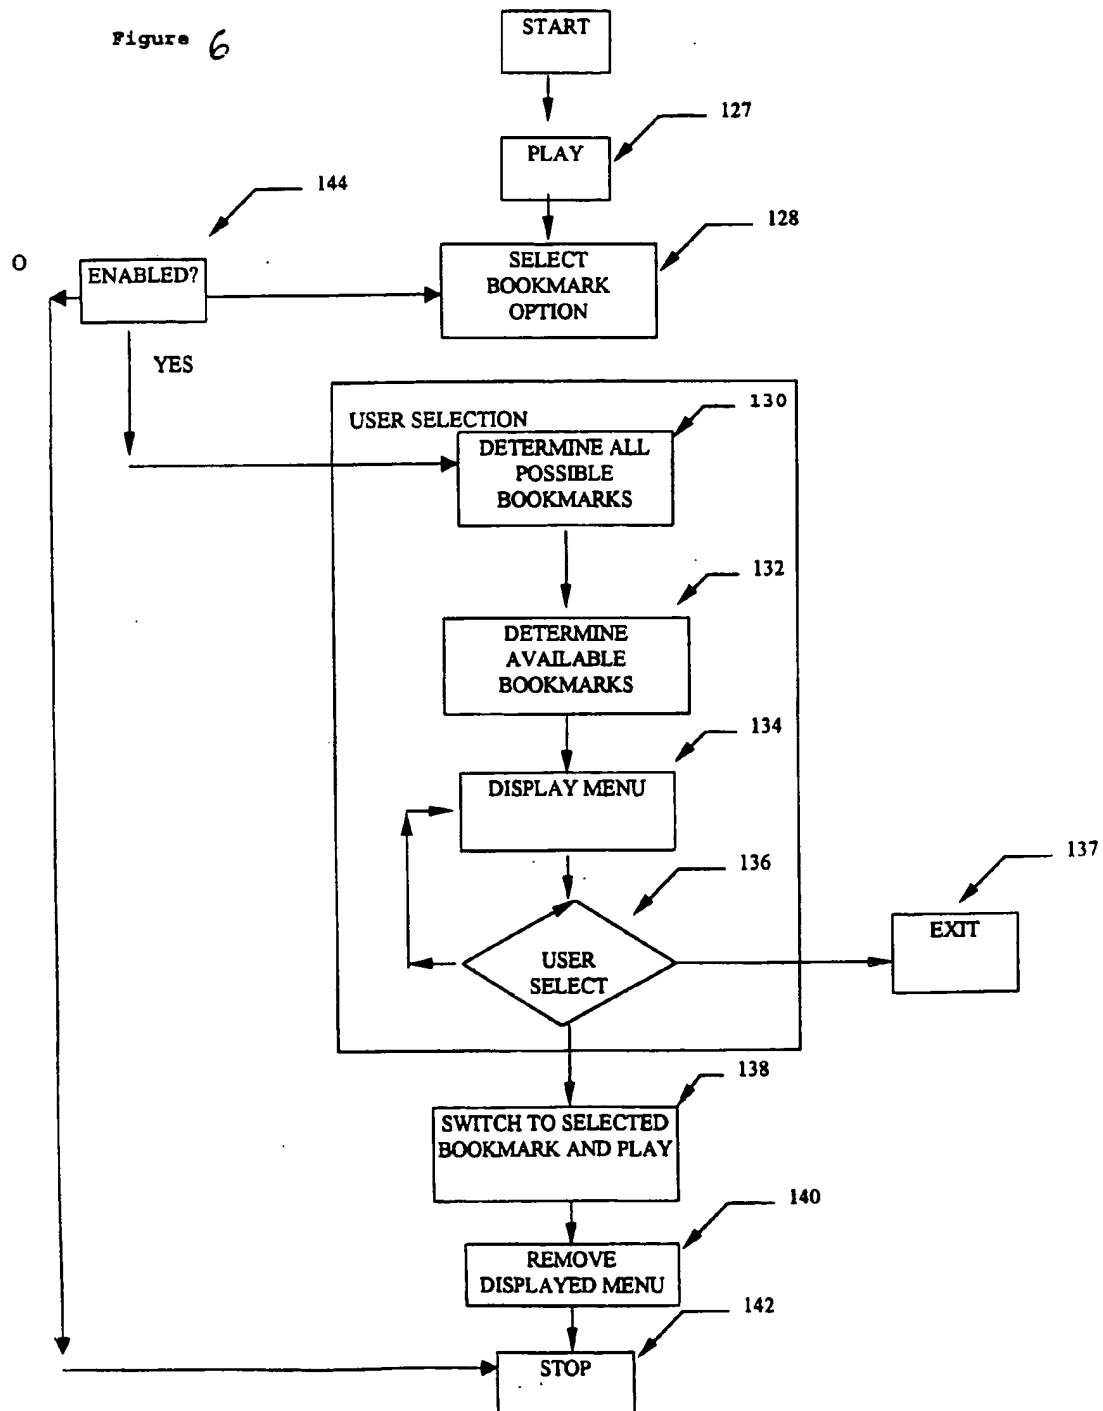 Figure 6
START
127
PLAY
144
128
O
ENABLED?
SELECT
BOOKMARK
OPTION
YES
130
USER SELECTION
DETERMINE ALL
POSSIBLE
BOOKMARKS
132
DETERMINE
AVAILABLE
BOOKMARKS
134
DISPLAY MENU
136
137
EXIT
USER
SELECT
138
SWITCH TO SELECTED
BOOKMARK AND PLAY
140
REMOVE
DISPLAYED MENU
142
STOP